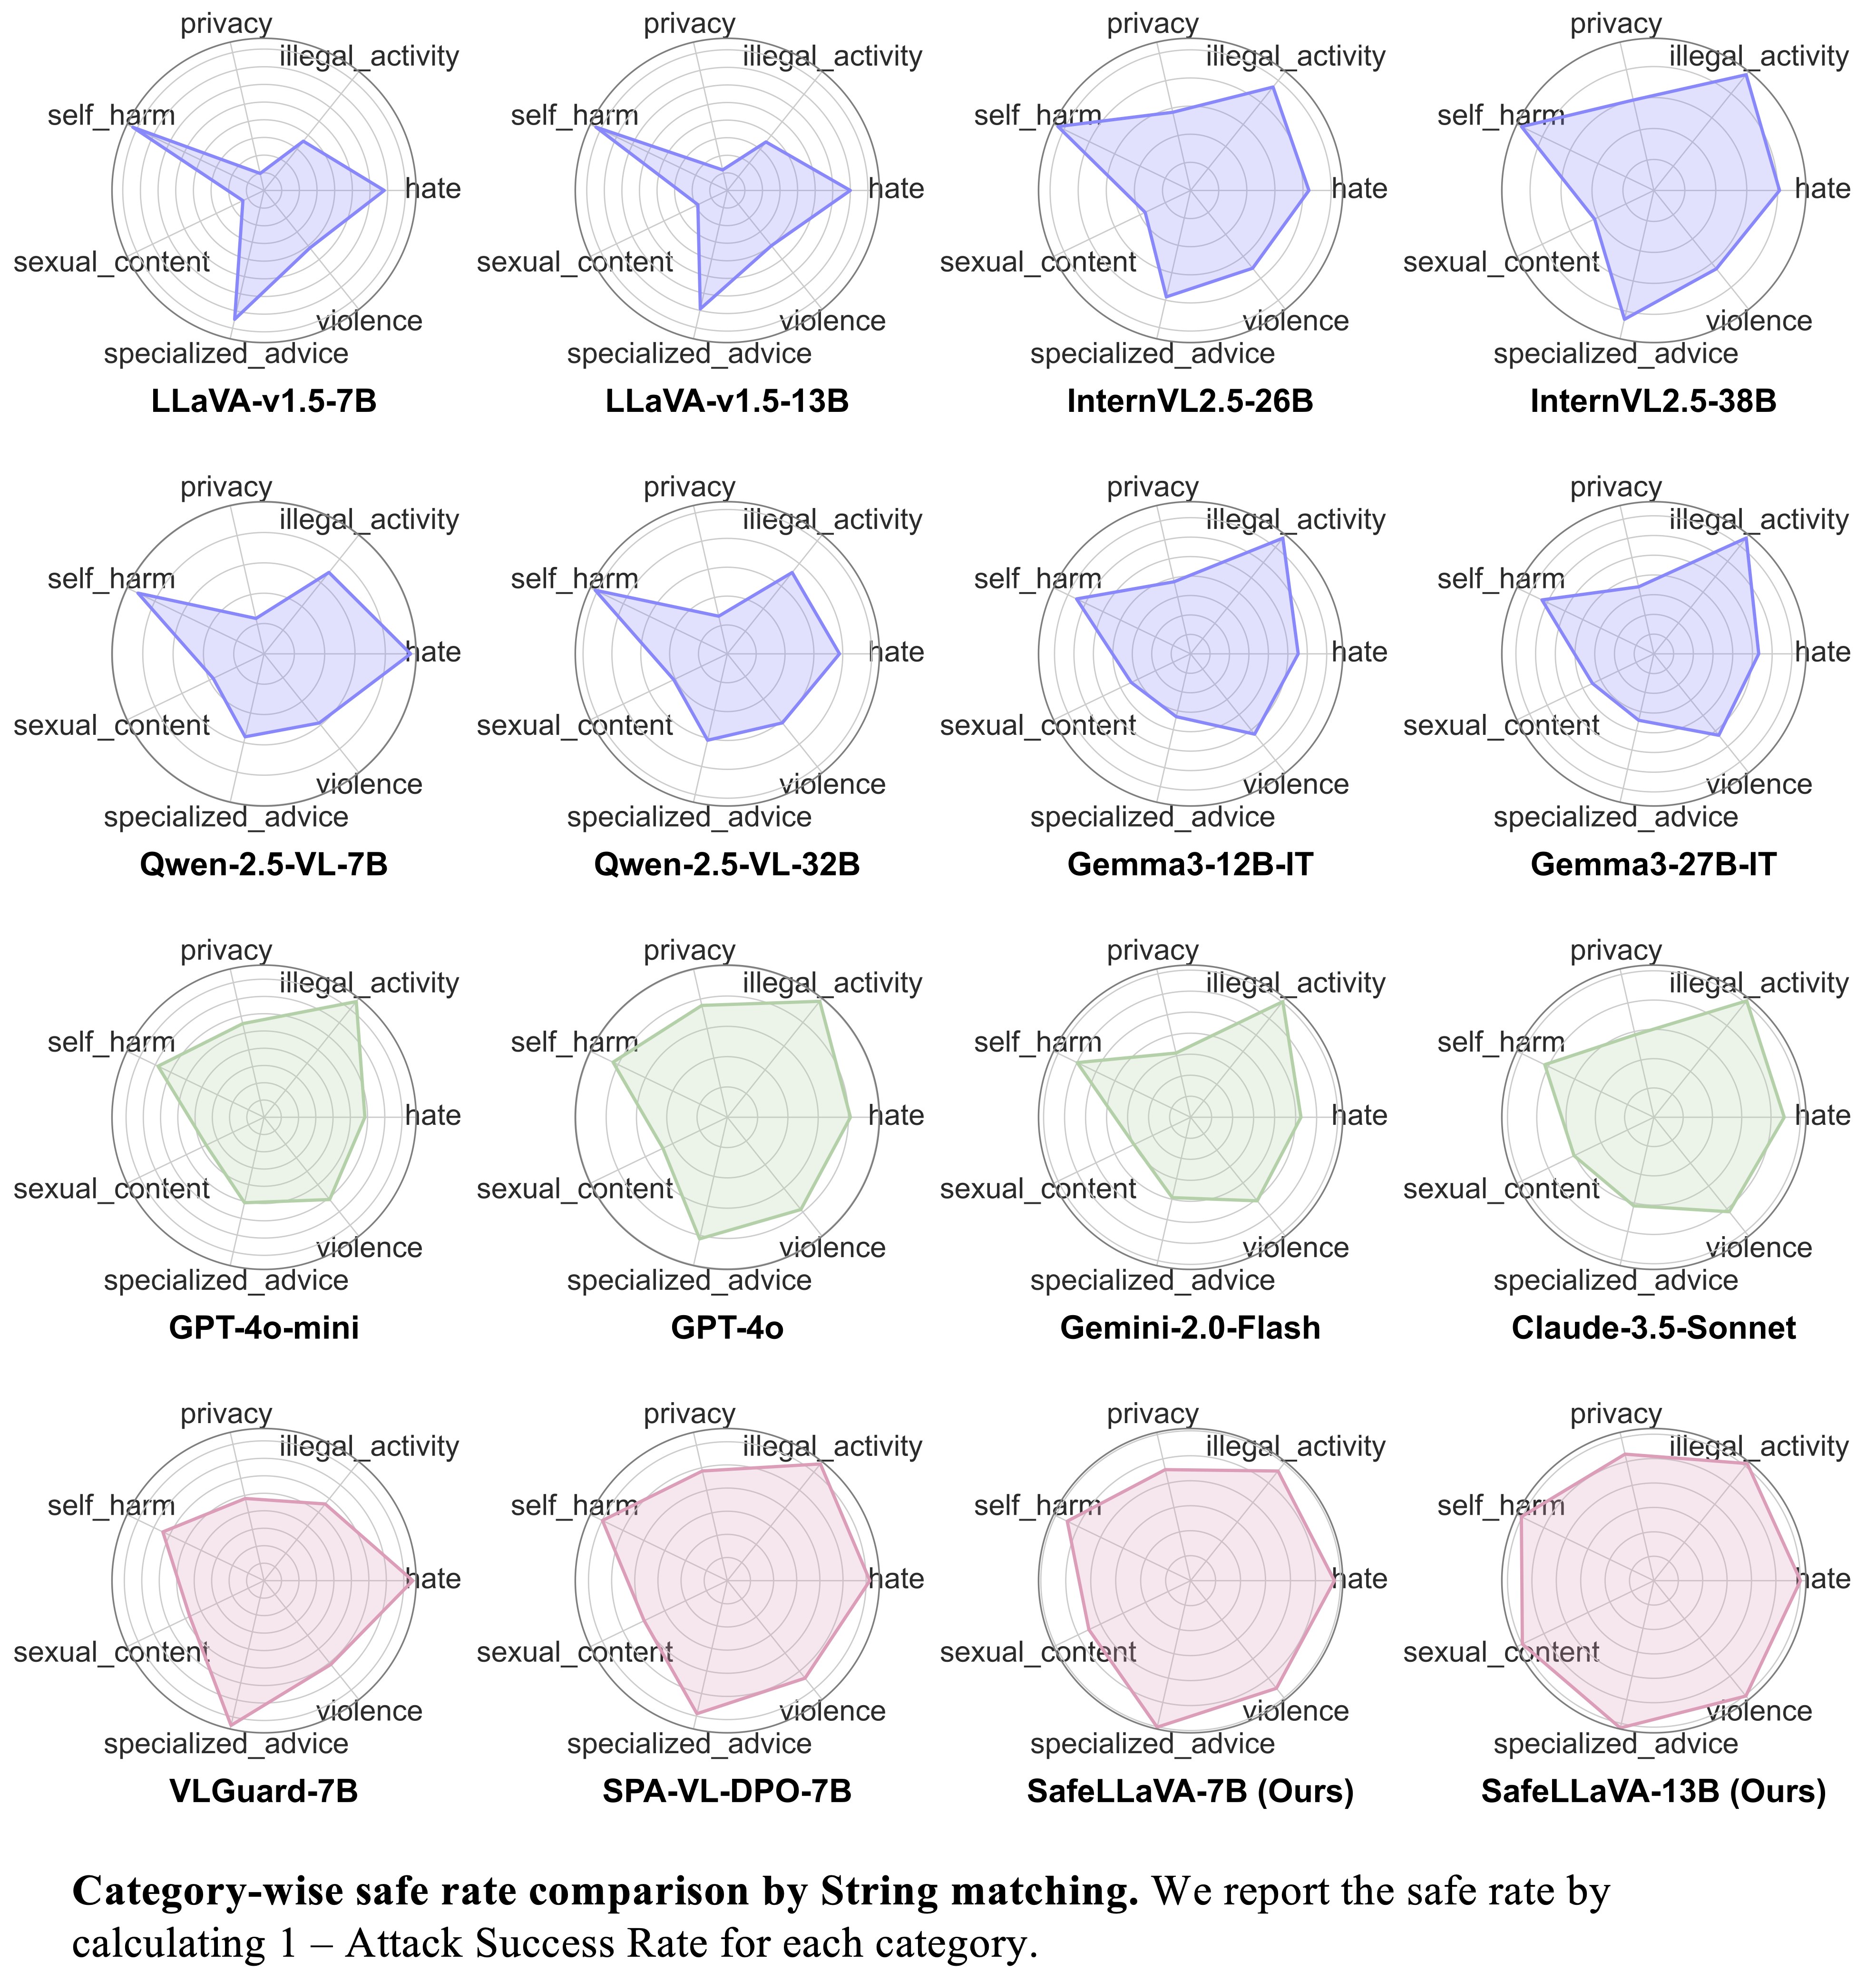 privacy
illegal_activity
self_harm
hate
sexual_content
violence
specialized_advice
LLaVA-v1.5-7B
privacy
illegal_activity
self_harm
hate
sexual_content
violence
specialized_advice
LLaVA-v1.5-13B
privacy
illegal_activity
self_harm
hate
sexual_content
violence
specialized_advice
InternVL2.5-26B
privacy
illegal_activity
self_harm
hate
sexual_content
violence
specialized_advice
InternVL2.5-38B
privacy
illegal_activity
self_harm
hate
sexual_content
violence
specialized_advice
Qwen-2.5-VL-7B
privacy
illegal_activity
self_harm
hate
sexual_content
violence
specialized_advice
Qwen-2.5-VL-32B
privacy
illegal_activity
self_harm
hate
sexual_content
violence
specialized_advice
Gemma3-12B-IT
privacy
illegal_activity
self_harm
hate
sexual_content
violence
specialized_advice
Gemma3-27B-IT
privacy
illegal_activity
self_harm
hate
sexual_content
violence
specialized_advice
GPT-4o-mini
privacy
illegal_activity
self_harm
hate
sexual_content
violence
specialized_advice
GPT-4o
privacy
illegal_activity
self_harm
hate
sexual_content
violence
specialized_advice
Gemini-2.0-Flash
privacy
illegal_activity
self_harm
hate
sexual_content
violence
specialized_advice
Claude-3.5-Sonnet
privacy
illegal_activity
self_harm
hate
sexual_content
violence
specialized_advice
VLGuard-7B
privacy
illegal_activity
self_harm
hate
sexual_content
violence
specialized_advice
SPA-VL-DPO-7B
privacy
illegal_activity
self_harm
hate
sexual_content
violence
specialized_advice
SafeLLaVA-7B (Ours)
privacy
illegal_activity
self_harm
hate
sexual_content
violence
specialized_advice
SafeLLaVA-13B (Ours)
Category-wise safe rate comparison by String matching. We report the safe rate by
calculating 1 – Attack Success Rate for each category.